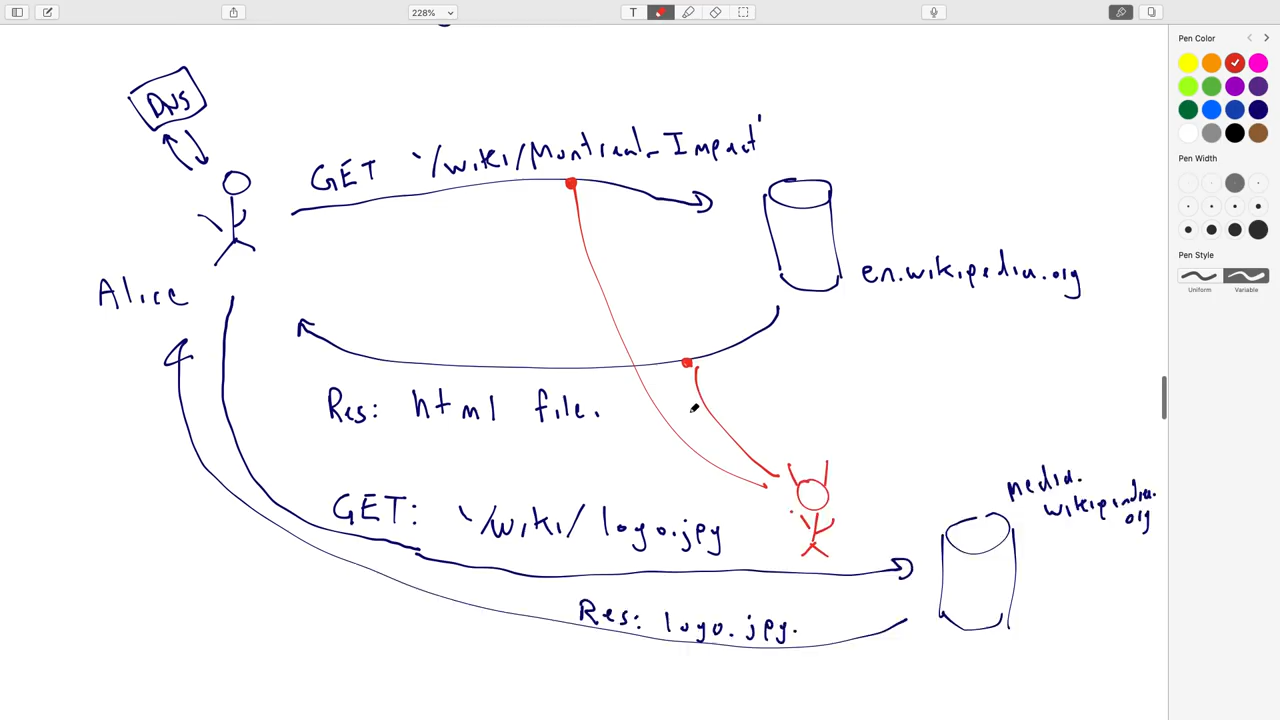 228%
T
Pen Color
DNS
GET '/wiki/Montreal_Impact'
Pen Width
Pen Style
Uniform Variable
en.wikipedia.org
Alice
Res: html file.
GET: '/wiki/ logo.jpg
media.
wikipindia.
org
Res: logo.jpg.